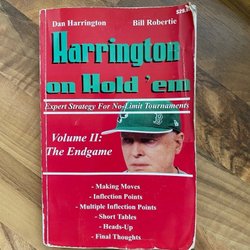 Dan Harrington Bill Robertie
Harrington
on Hold 'em
Expert Strategy For No-Limit Tournaments
Volume II:
The Endgame
B
- Making Moves
- Inflection Points
- Multiple Inflection Points
- Short Tables
- Heads-Up
- Final Thoughts